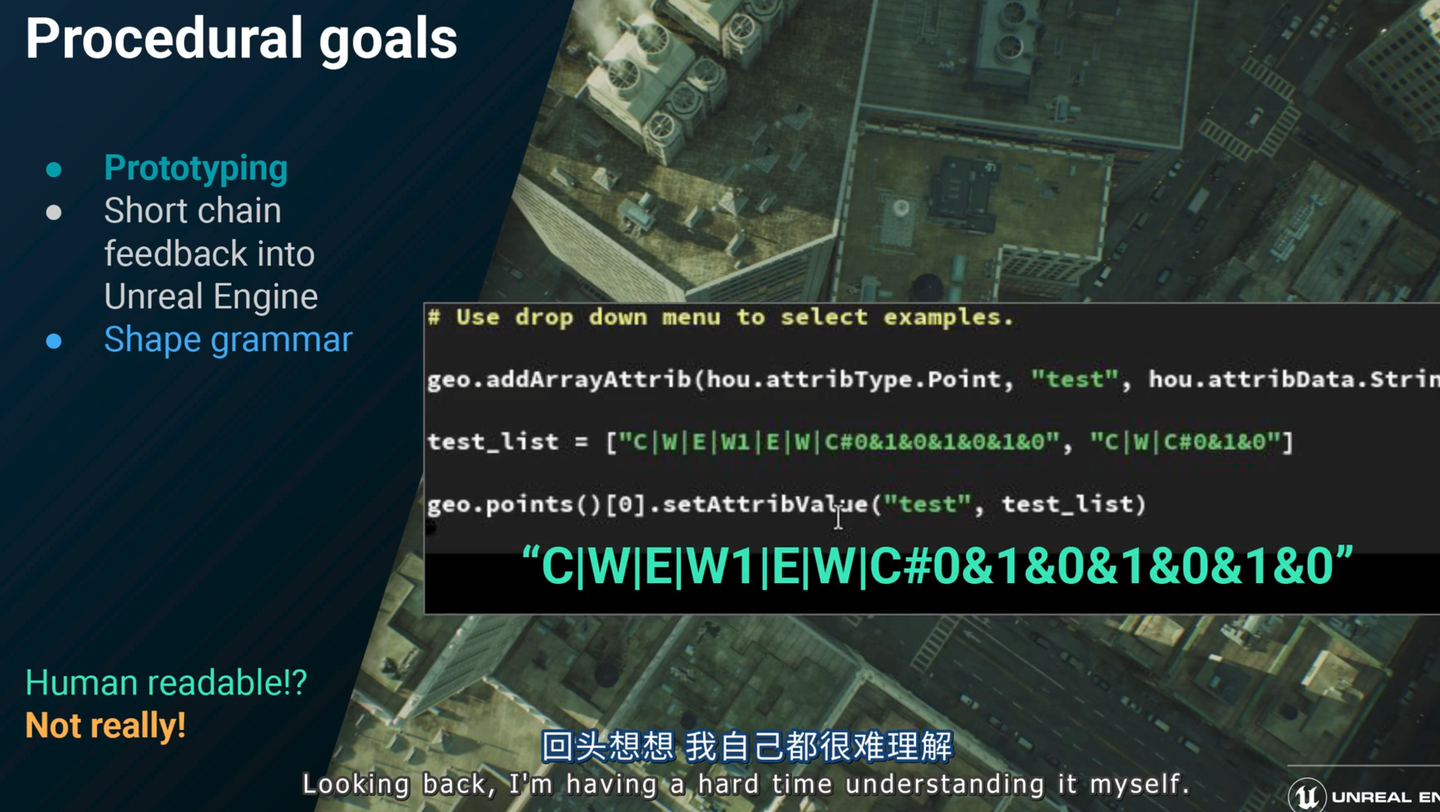 Procedural goals
● Prototyping
● Short chain
feedback into
Unreal Engine
● Shape grammar
# Use drop down menu to select examples.
geo.addArrayAttrib(hou.attribType.Point, "test", hou.attribData.Strin
test_list = ["C|W|E|W1|E|W|C#0&1&0&1&0&1&0", "C|W|C#0&1&0"]
geo.points()[0].setAttribValue("test", test_list)
“C|W|E|W1|E|W|C#0&1&0&1&0&1&0”
Human readable!?
Not really!
回头想想 我自己都很难理解
Looking back, I'm having a hard time understanding it myself.
UNREAL EN